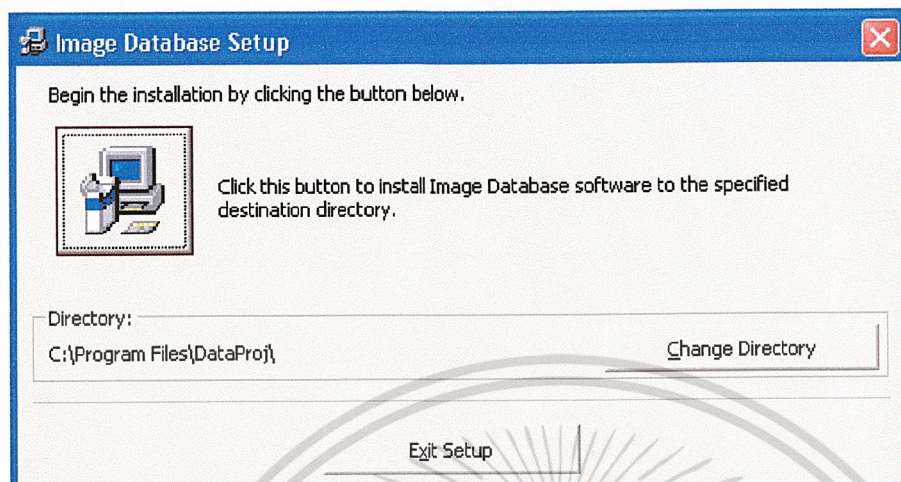 Image Database Setup
Begin the installation by clicking the button below.
Click this button to install Image Database software to the specified
destination directory.
Directory:
C:\Program Files\DataProj\
Change Directory
Exit Setup